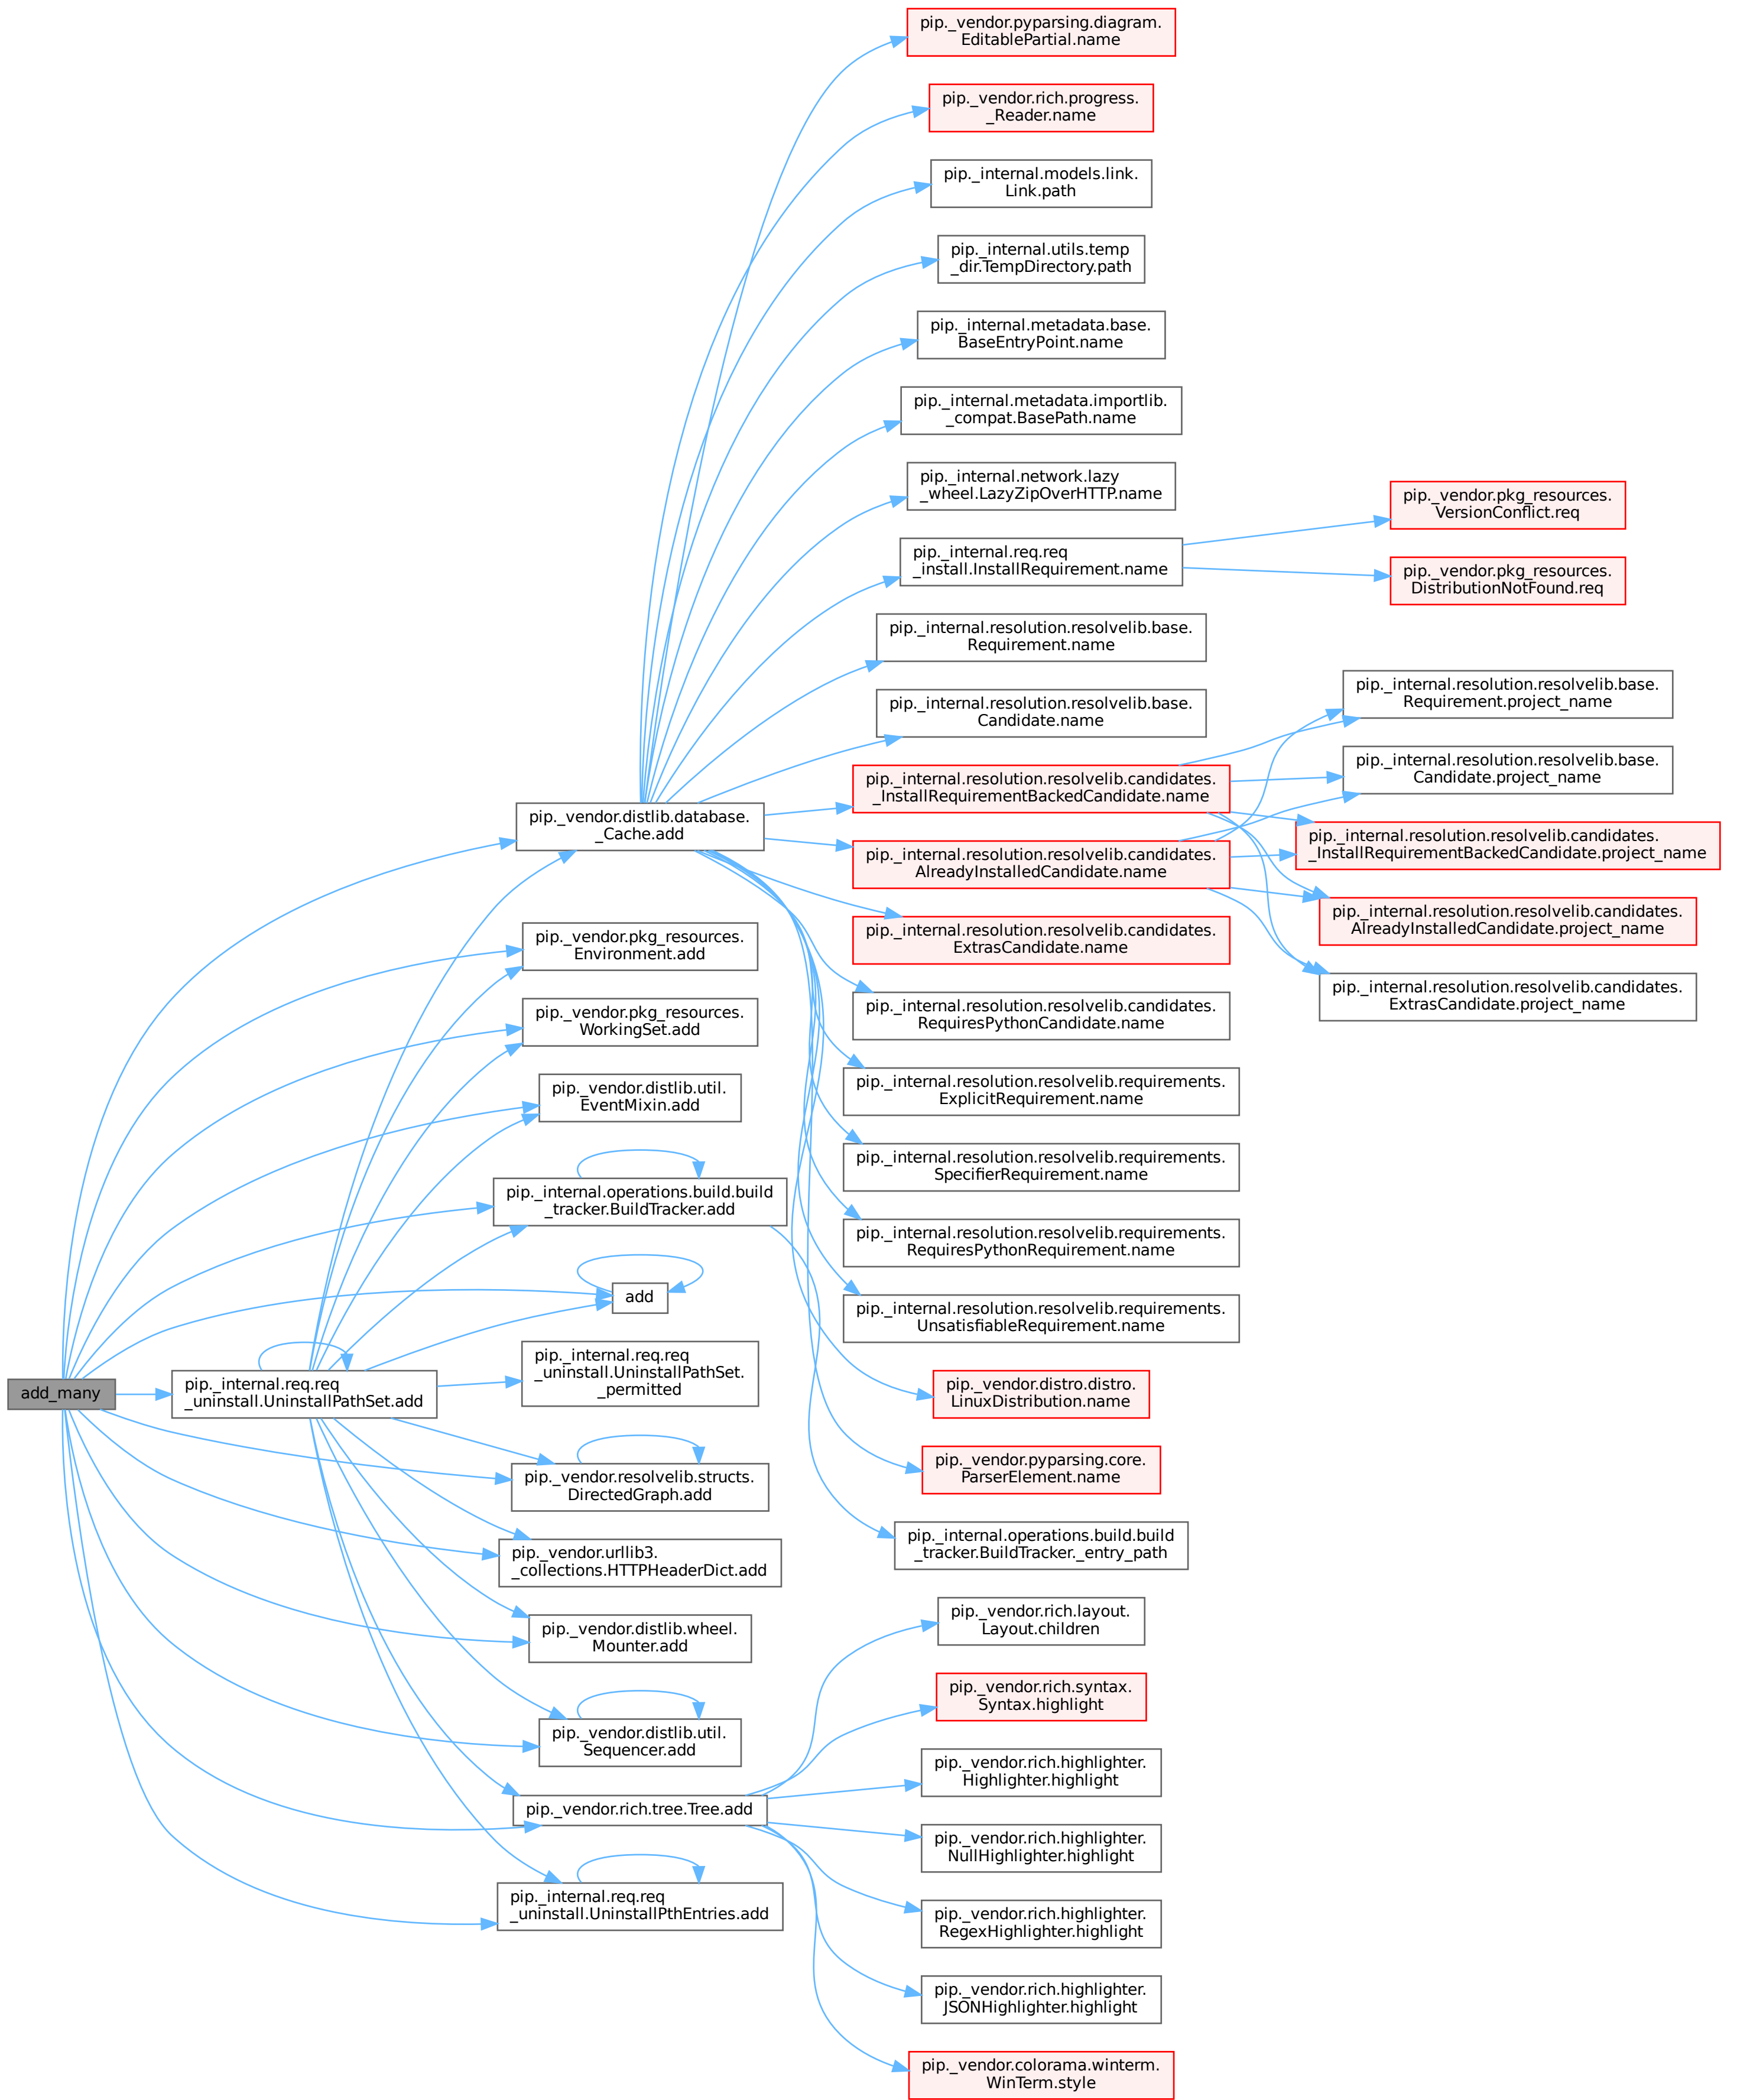 add_many
pip._internal.req.req
_uninstall.UninstallPathSet.add
pip._vendor.distlib.database.
_Cache.add
pip._vendor.pkg_resources.
Environment.add
pip._vendor.pkg_resources.
WorkingSet.add
pip._vendor.distlib.util.
EventMixin.add
pip._internal.operations.build.build
_tracker.BuildTracker.add
add
pip._internal.req.req
_uninstall.UninstallPathSet.
_permitted
pip._vendor.resolvelib.structs.
DirectedGraph.add
pip._vendor.urllib3.
_collections.HTTPHeaderDict.add
pip._vendor.distlib.wheel.
Mounter.add
pip._vendor.distlib.util.
Sequencer.add
pip._vendor.rich.tree.Tree.add
pip._internal.req.req
_uninstall.UninstallPthEntries.add
pip._vendor.pyparsing.diagram.
EditablePartial.name
pip._vendor.rich.progress.
_Reader.name
pip._internal.models.link.
Link.path
pip._internal.utils.temp
_dir.TempDirectory.path
pip._internal.metadata.base.
BaseEntryPoint.name
pip._internal.metadata.importlib.
_compat.BasePath.name
pip._internal.network.lazy
_wheel.LazyZipOverHTTP.name
pip._internal.req.req
_install.InstallRequirement.name
pip._internal.resolution.resolvelib.base.
Requirement.name
pip._internal.resolution.resolvelib.base.
Candidate.name
pip._internal.resolution.resolvelib.candidates.
_InstallRequirementBackedCandidate.name
pip._internal.resolution.resolvelib.candidates.
AlreadyInstalledCandidate.name
pip._internal.resolution.resolvelib.candidates.
ExtrasCandidate.name
pip._internal.resolution.resolvelib.candidates.
RequiresPythonCandidate.name
pip._internal.resolution.resolvelib.requirements.
ExplicitRequirement.name
pip._internal.resolution.resolvelib.requirements.
SpecifierRequirement.name
pip._internal.resolution.resolvelib.requirements.
RequiresPythonRequirement.name
pip._internal.resolution.resolvelib.requirements.
UnsatisfiableRequirement.name
pip._vendor.distro.distro.
LinuxDistribution.name
pip._vendor.pyparsing.core.
ParserElement.name
pip._internal.operations.build.build
_tracker.BuildTracker._entry_path
pip._vendor.rich.layout.
Layout.children
pip._vendor.rich.syntax.
Syntax.highlight
pip._vendor.rich.highlighter.
Highlighter.highlight
pip._vendor.rich.highlighter.
NullHighlighter.highlight
pip._vendor.rich.highlighter.
RegexHighlighter.highlight
pip._vendor.rich.highlighter.
JSONHighlighter.highlight
pip._vendor.colorama.winterm.
WinTerm.style
pip._vendor.pkg_resources.
VersionConflict.req
pip._vendor.pkg_resources.
DistributionNotFound.req
pip._internal.resolution.resolvelib.base.
Requirement.project_name
pip._internal.resolution.resolvelib.base.
Candidate.project_name
pip._internal.resolution.resolvelib.candidates.
_InstallRequirementBackedCandidate.project_name
pip._internal.resolution.resolvelib.candidates.
AlreadyInstalledCandidate.project_name
pip._internal.resolution.resolvelib.candidates.
ExtrasCandidate.project_name